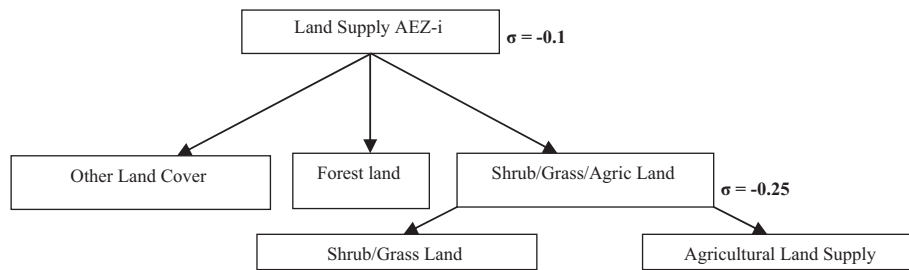 Land Supply AEZ-i
σ = -0.1
Other Land Cover
Forest land
Shrub/Grass/Agric Land
σ = -0.25
Shrub/Grass Land
Agricultural Land Supply